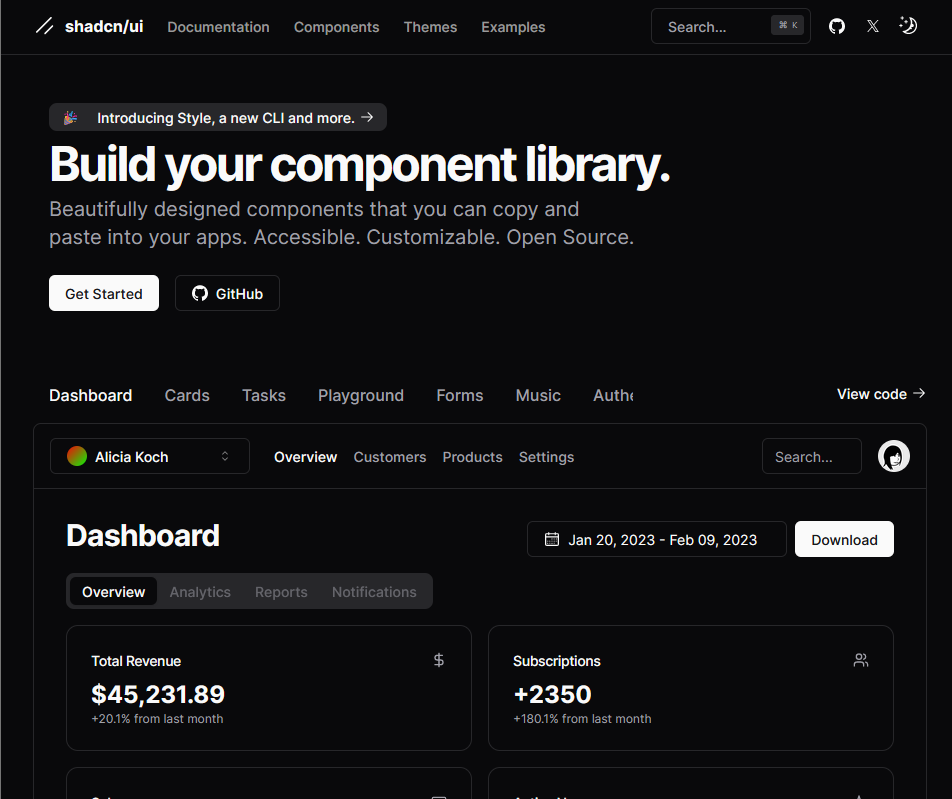 shadcn/ui Documentation Components Themes Examples Search... ⌘ K
Introducing Style, a new CLI and more. →
Build your component library.
Beautifully designed components that you can copy and
paste into your apps. Accessible. Customizable. Open Source.
Get Started GitHub
Dashboard Cards Tasks Playground Forms Music Authe View code →
Alicia Koch Overview Customers Products Settings Search...
Dashboard Jan 20, 2023 - Feb 09, 2023 Download
Overview Analytics Reports Notifications
Total Revenue $ Subscriptions
$45,231.89 +2350
+20.1% from last month +180.1% from last month